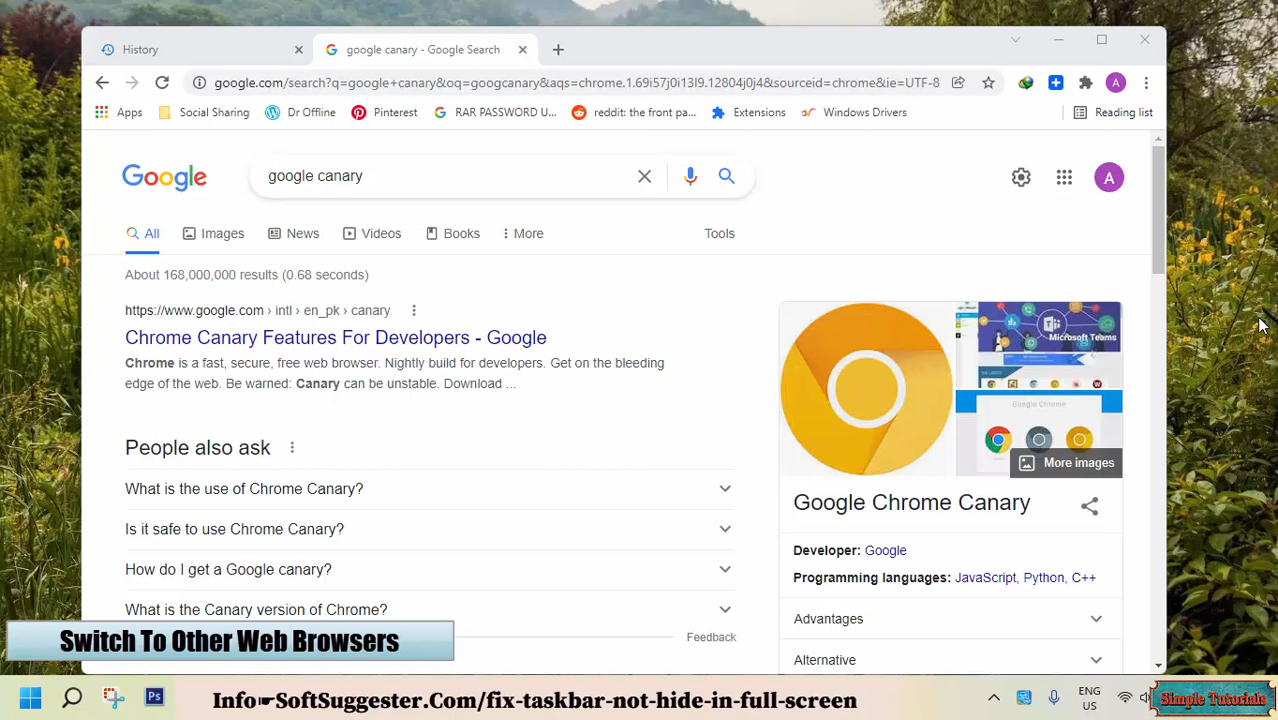 History
google canary - Google Search
google.com/search?q=google+canary&oq=googcanary&aqs=chrome.1.69i57j0i13l9.12804j0j4&sourceid=chrome&ie=UTF-8
A
Apps
Social Sharing
Dr Offline
Pinterest
RAR PASSWORD U...
reddit: the front pa...
Extensions
Windows Drivers
Reading list
Google
google canary
A
All
Images
News
Videos
Books
More
Tools
About 168,000,000 results (0.68 seconds)
https://www.google.com › intl › en_pk › canary
Chrome Canary Features For Developers - Google
Chrome is a fast, secure, free web browser. Nightly build for developers. Get on the bleeding
edge of the web. Be warned: Canary can be unstable. Download ...
People also ask
What is the use of Chrome Canary?
Is it safe to use Chrome Canary?
How do I get a Google canary?
What is the Canary version of Chrome?
Feedback
Microsoft Teams
Google Chrome
More images
Google Chrome Canary
Developer: Google
Programming languages: JavaScript, Python, C++
Advantages
Alternative
Switch To Other Web Browsers
Ps
Info☛SoftSuggester.Com/fix-taskbar-not-hide-in-full-screen
ENG
US
Simple Tutorials